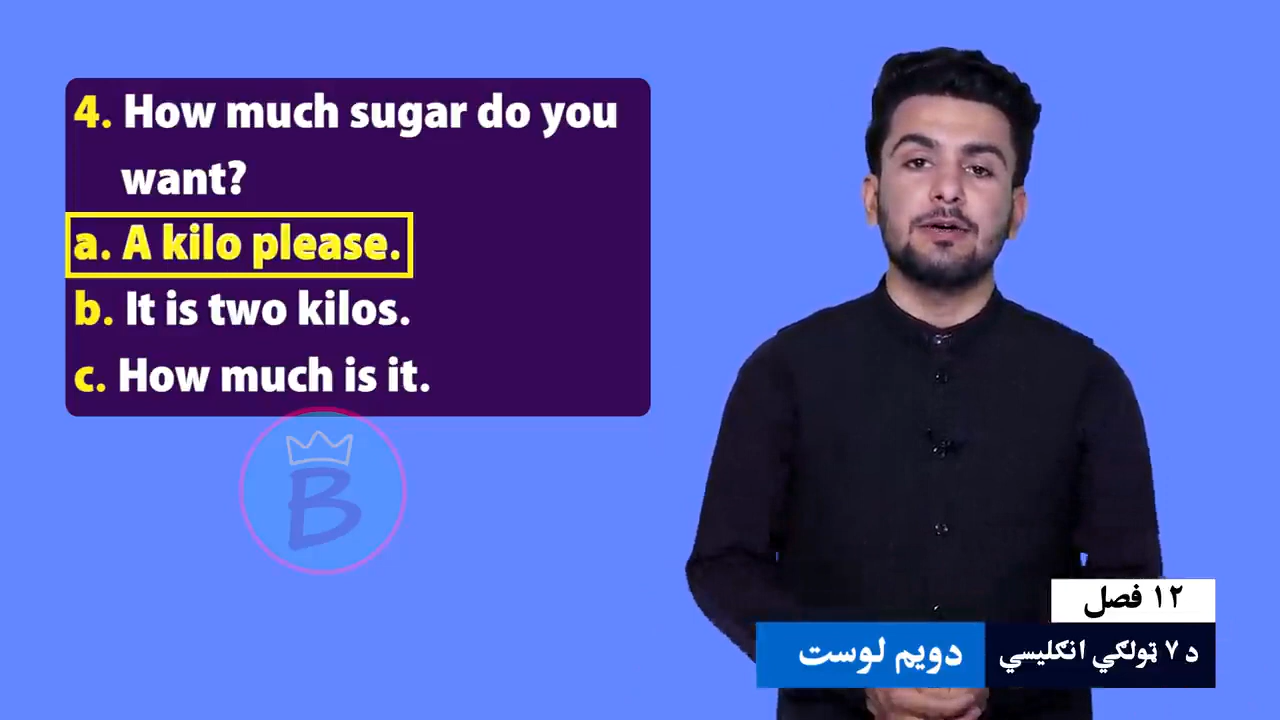 4. How much sugar do you
want?
a. A kilo please.
b. It is two kilos.
c. How much is it.
B
۱۲ فصل
د ۷ ټولګي انګلیسي
دویم لوست